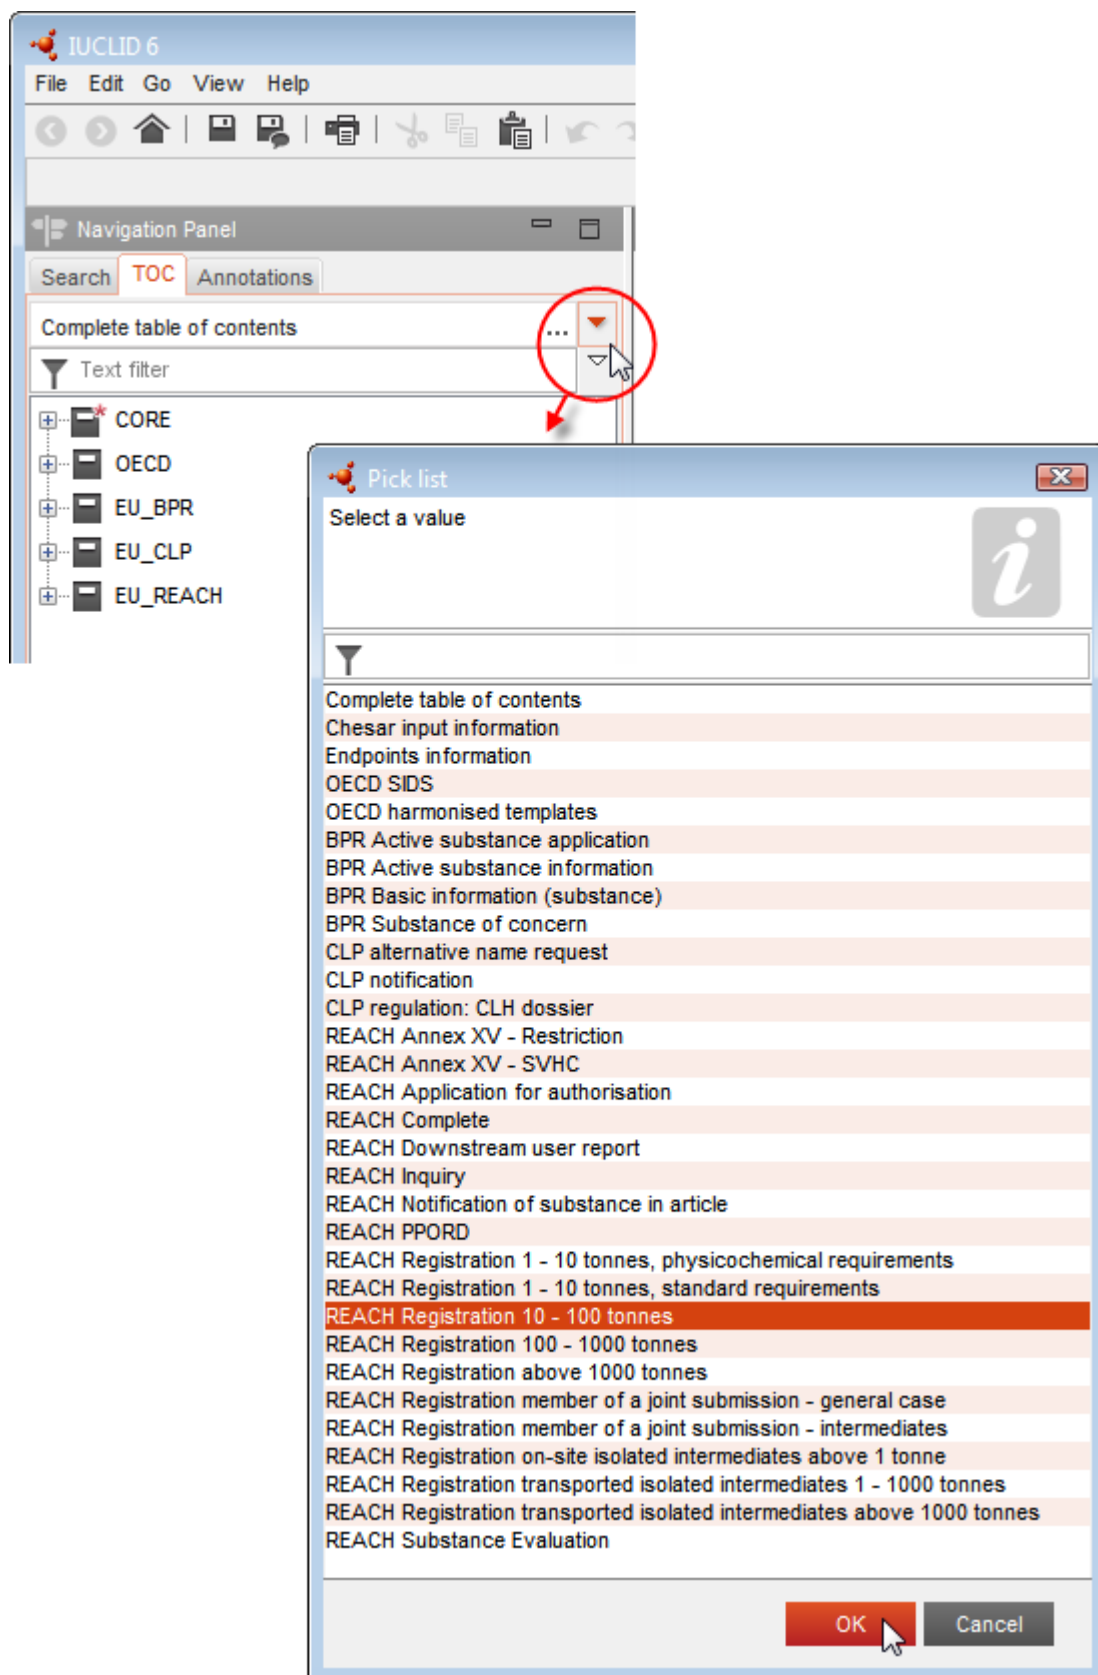 IUCLID 6
File Edit Go View Help
Navigation Panel
Search TOC Annotations
Complete table of contents ...
Text filter
CORE
OECD
EU_BPR
EU_CLP
EU_REACH
Pick list
Select a value
Complete table of contents
Chesar input information
Endpoints information
OECD SIDS
OECD harmonised templates
BPR Active substance application
BPR Active substance information
BPR Basic information (substance)
BPR Substance of concern
CLP alternative name request
CLP notification
CLP regulation: CLH dossier
REACH Annex XV - Restriction
REACH Annex XV - SVHC
REACH Application for authorisation
REACH Complete
REACH Downstream user report
REACH Inquiry
REACH Notification of substance in article
REACH PPORD
REACH Registration 1 - 10 tonnes, physicochemical requirements
REACH Registration 1 - 10 tonnes, standard requirements
REACH Registration 10 - 100 tonnes
REACH Registration 100 - 1000 tonnes
REACH Registration above 1000 tonnes
REACH Registration member of a joint submission - general case
REACH Registration member of a joint submission - intermediates
REACH Registration on-site isolated intermediates above 1 tonne
REACH Registration transported isolated intermediates 1 - 1000 tonnes
REACH Registration transported isolated intermediates above 1000 tonnes
REACH Substance Evaluation
OK Cancel